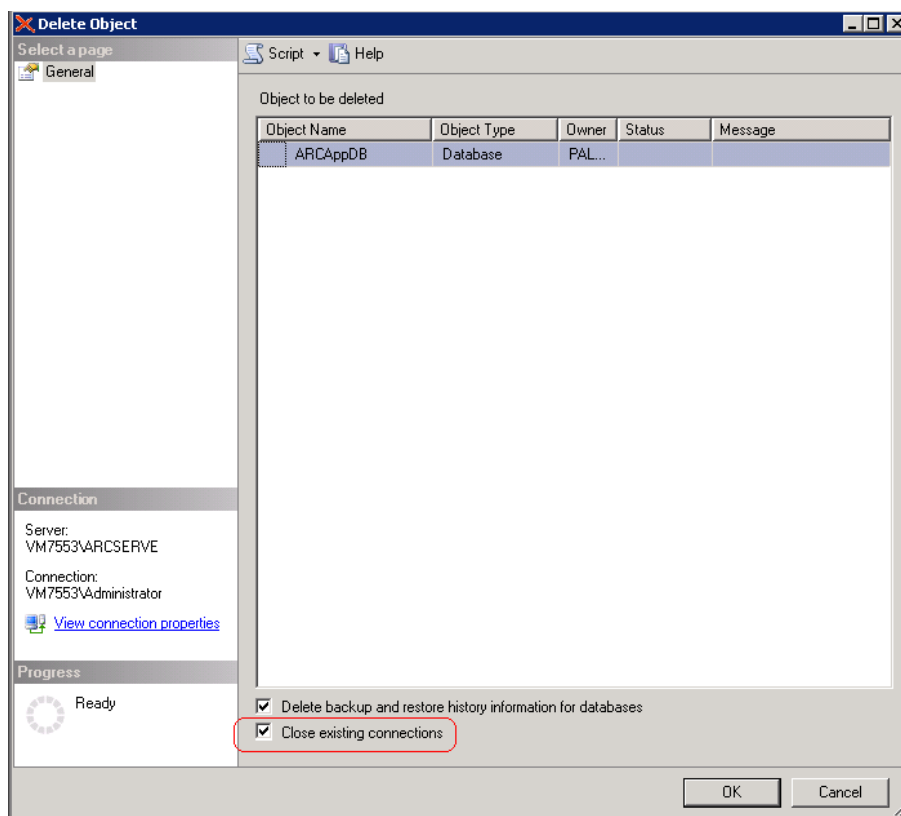 Delete Object
Select a page
General
Script
Help
Object to be deleted
Object Name Object Type Owner Status Message
ARCAppDB Database PAL...
Connection
Server:
VM7553\ARCSERVE
Connection:
VM7553\Administrator
View connection properties
Progress
Ready
Delete backup and restore history information for databases
Close existing connections
OK Cancel